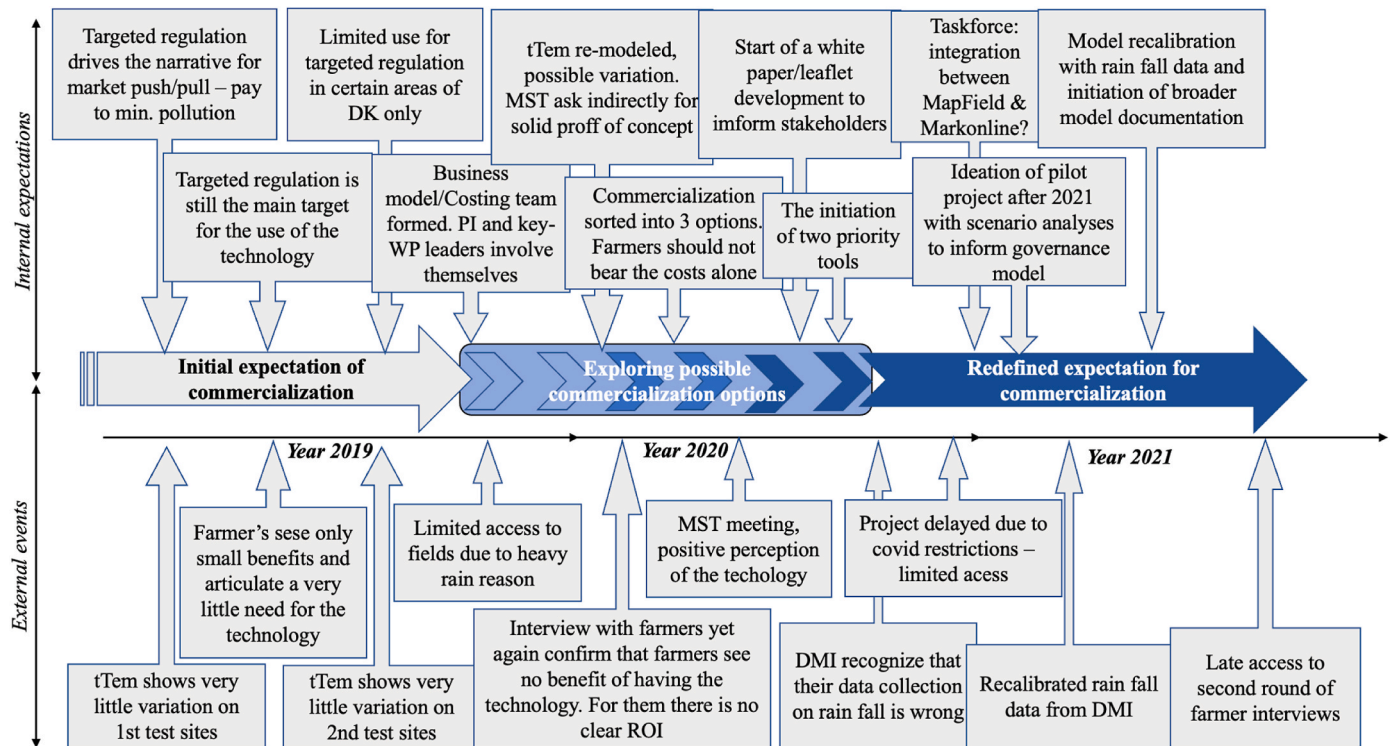 Internal expectations
Targeted regulation
drives the narrative for
market push/pull – pay
to min. pollution
Limited use for
targeted regulation
in certain areas of
DK only
tTem re-modeled,
possible variation.
MST ask indirectly for
solid proff of concept
Start of a white
paper/leaflet
development to
imform stakeholders
Taskforce:
integration
between
MapField &
Markonline?
Model recalibration
with rain fall data and
initiation of broader
model documentation
Targeted regulation is
still the main target
for the use of the
technology
Business
model/Costing team
formed. PI and key-
WP leaders involve
themselves
Commercialization
sorted into 3 options.
Farmers should not
bear the costs alone
The initiation
of two priority
tools
Ideation of pilot
project after 2021
with scenario analyses
to inform governance
model
Initial expectation of
commercialization
Exploring possible
commercialization options
Redefined expectation for
commercialization
Year 2019
Year 2020
Year 2021
External events
Farmer's sese only
small benefits and
articulate a very
little need for the
technology
Limited access to
fields due to heavy
rain reason
MST meeting,
positive perception
of the techology
Project delayed due to
covid restrictions –
limited acess
tTem shows very
little variation on
1st test sites
tTem shows very
little variation on
2nd test sites
Interview with farmers yet
again confirm that farmers see
no benefit of having the
technology. For them there is no
clear ROI
DMI recognize that
their data collection
on rain fall is wrong
Recalibrated rain fall
data from DMI
Late access to
second round of
farmer interviews